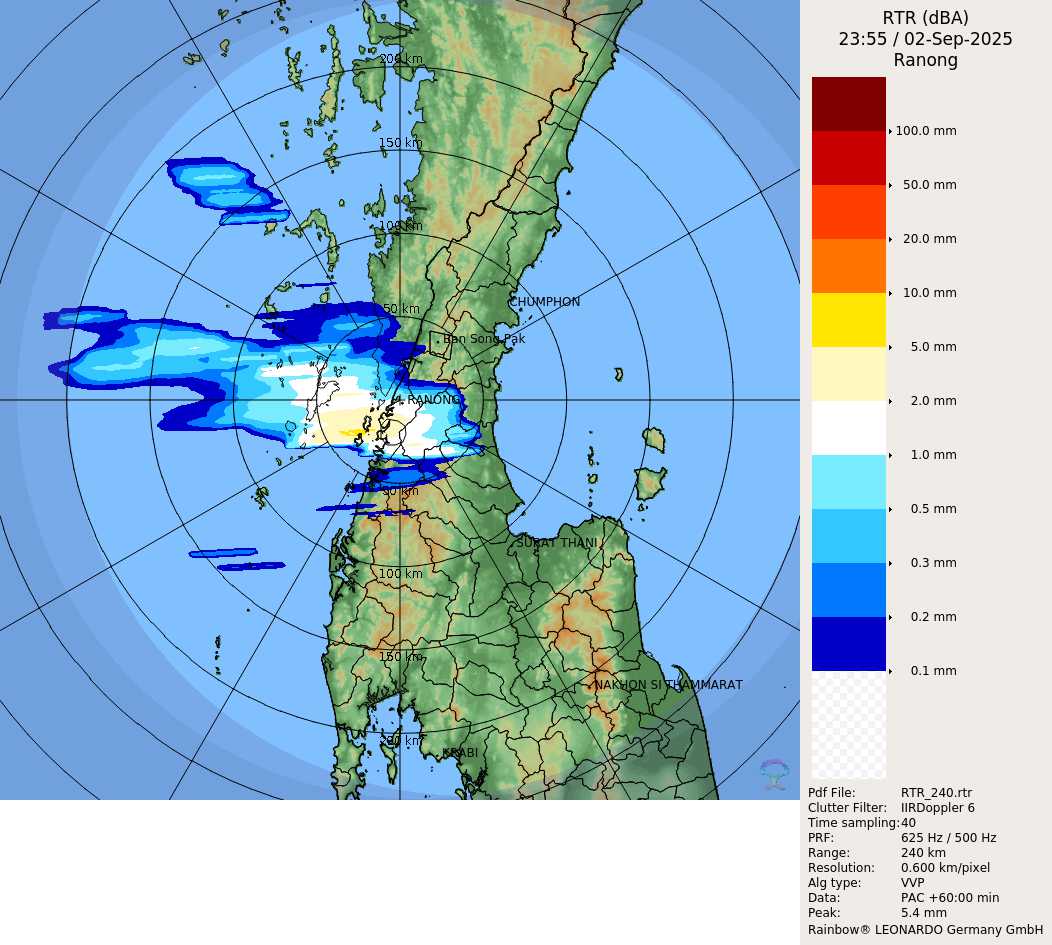 200 km
150 km
100 km
50 km
CHUMPHON
Ban Song Pak
RANONG
50 km
SURAT THANI
100 km
150 km
NAKHON SI THAMMARAT
200 km
KRABI
RTR (dBA)
23:55 / 02-Sep-2025
Ranong
100.0 mm
50.0 mm
20.0 mm
10.0 mm
5.0 mm
2.0 mm
1.0 mm
0.5 mm
0.3 mm
0.2 mm
0.1 mm
Pdf File: RTR_240.rtr
Clutter Filter: IIRDoppler 6
Time sampling:40
PRF: 625 Hz / 500 Hz
Range: 240 km
Resolution: 0.600 km/pixel
Alg type: VVP
Data: PAC +60:00 min
Peak: 5.4 mm
Rainbow® LEONARDO Germany GmbH